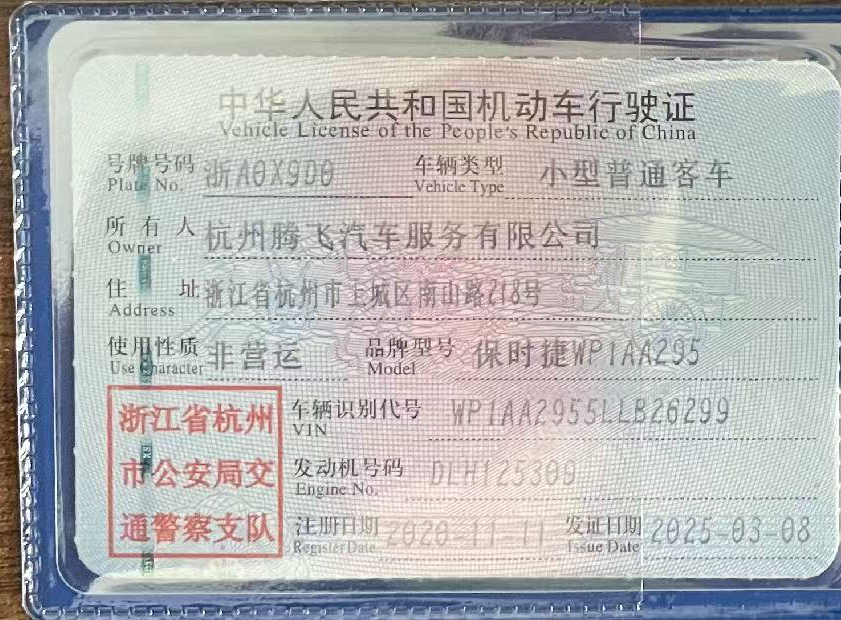 中华人民共和国机动车行驶证
Vehicle License of the People's Republic of China
号牌号码 浙A0X9D0 车辆类型 小型普通客车
Plate No. Vehicle Type
所有人 杭州腾飞汽车服务有限公司
Owner
住址 浙江省杭州市上城区南山路218号
Address
使用性质 非营运 品牌型号 保时捷WP1AA295
Use Character Model
浙江省杭州 车辆识别代号 WP1AA2955LLB26299
VIN
市公安局交 发动机号码 DLH125309
Engine No.
通警察支队 注册日期 2020-11-11 发证日期 2025-03-08
Register Date Issue Date